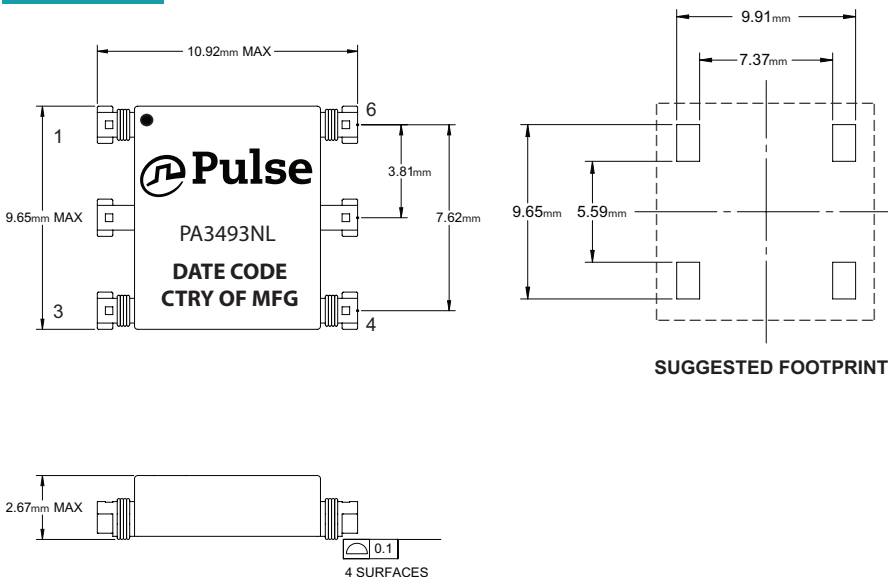 10.92mm MAX
1
6
Pulse
3.81mm
9.65mm MAX
7.62mm
PA3493NL
DATE CODE
CTRY OF MFG
3
4
9.91mm
7.37mm
9.65mm
5.59mm
SUGGESTED FOOTPRINT
2.67mm MAX
0.1
4 SURFACES